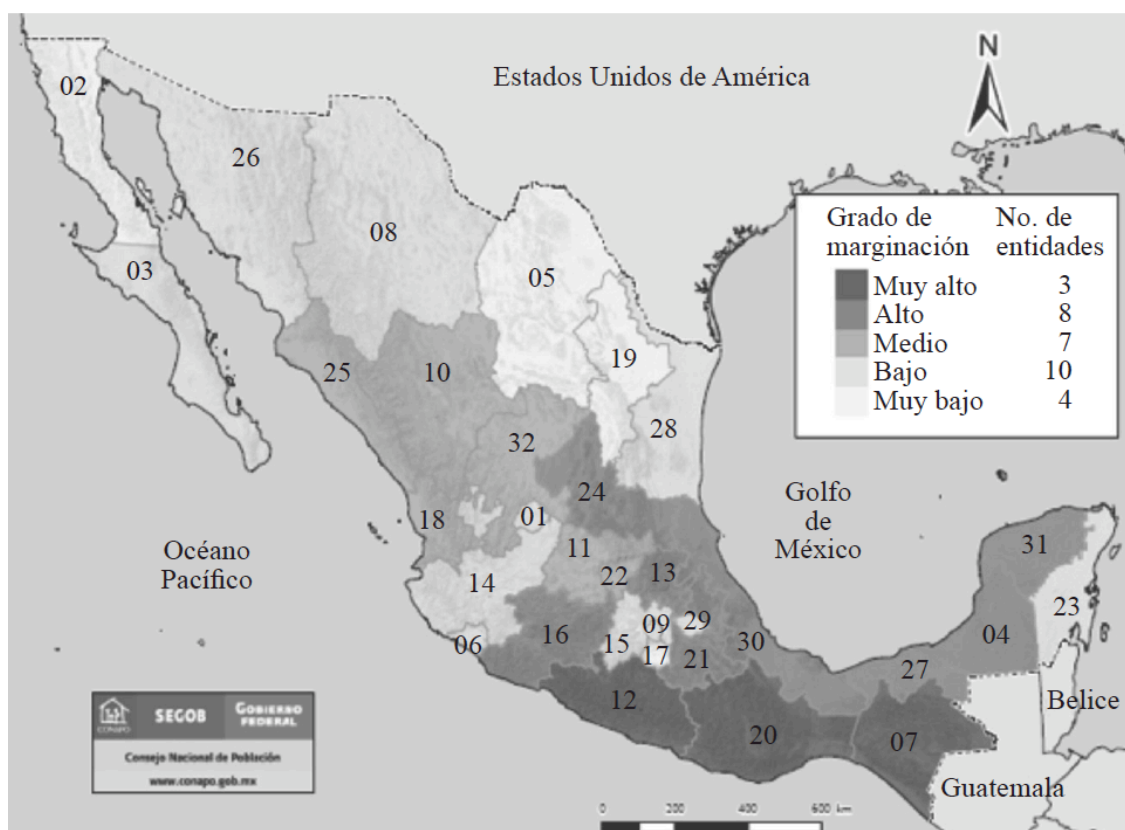 Estados Unidos de América
N
02
26
08
03
05
19
25
10
28
32
24
18
01
11
22
13
14
31
23
04
16
15
09
29
06
17
21
30
27
12
20
07
Grado de marginación No. de entidades
Muy alto 3
Alto 8
Medio 7
Bajo 10
Muy bajo 4
Golfo
de
México
Océano
Pacífico
Belice
Guatemala
CONAPO
SEGOB
GOBIERNO
FEDERAL
Consejo Nacional de Población
www.conapo.gob.mx
0 200 400 600 km